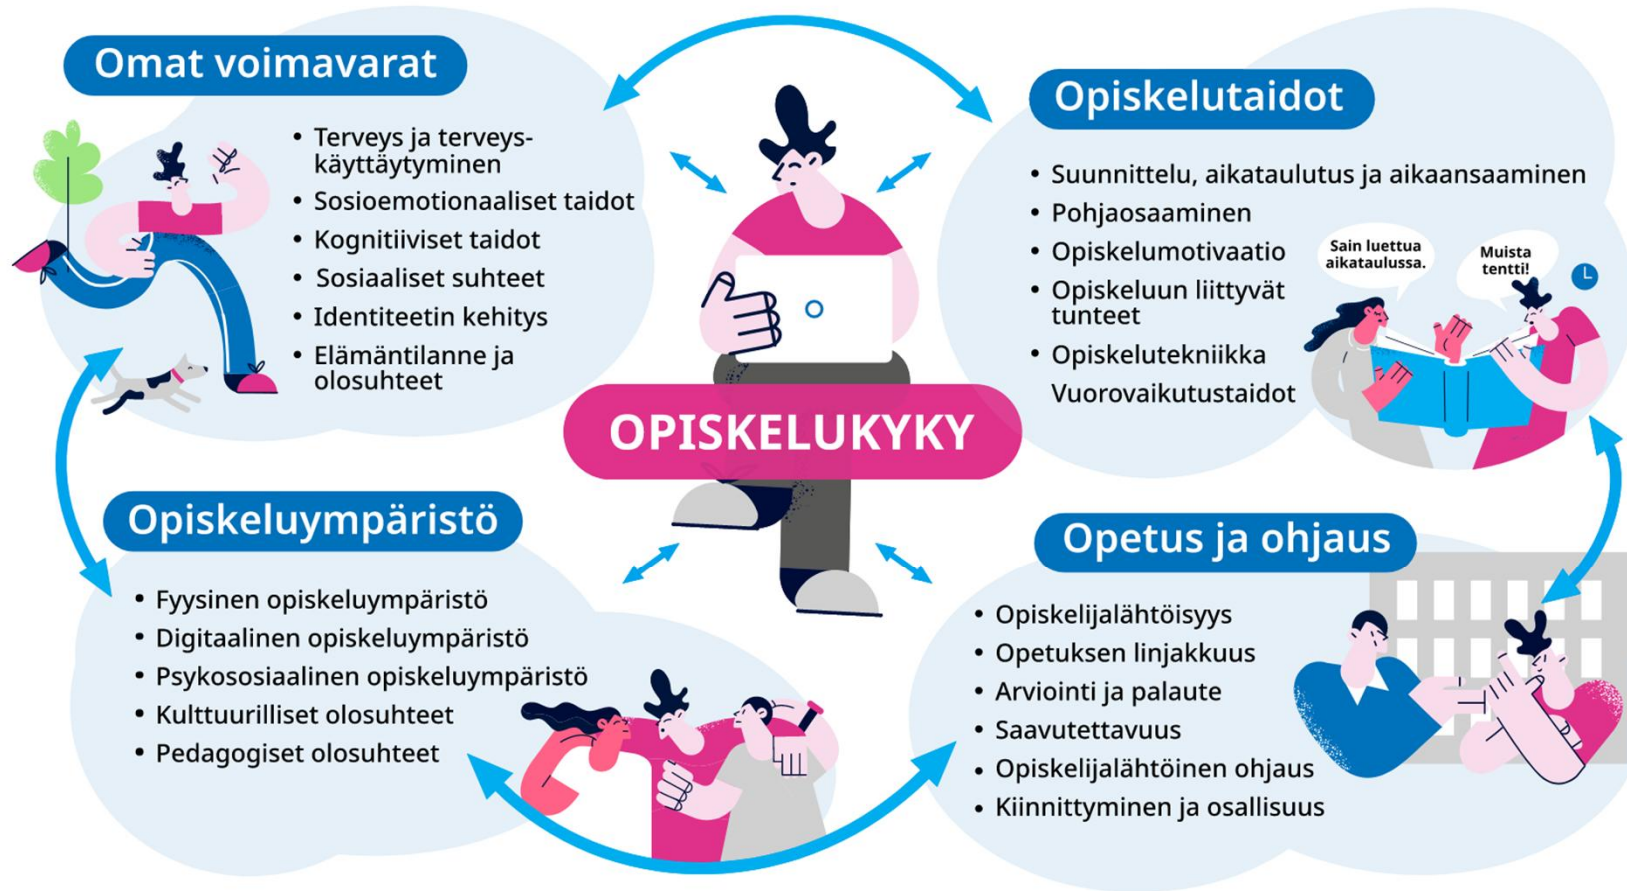 Omat voimavarat
• Terveys ja terveys-
käyttäytyminen
• Sosioemotionaaliset taidot
• Kognitiiviset taidot
• Sosiaaliset suhteet
• Identiteetin kehitys
• Elämäntilanne ja
olosuhteet
Opiskelutaidot
• Suunnittelu, aikataulutus ja aikaansaaminen
• Pohjaosaaminen
• Opiskelumotivaatio
• Opiskeluun liittyvät
tunteet
• Opiskelutekniikka
Vuorovaikutustaidot
Sain luettua
aikataulussa.
Muista
tentti!
OPISKELUKYKY
Opiskeluympäristö
• Fyysinen opiskeluympäristö
• Digitaalinen opiskeluympäristö
• Psykososiaalinen opiskeluympäristö
• Kulttuurilliset olosuhteet
• Pedagogiset olosuhteet
Opetus ja ohjaus
• Opiskelijalähtöisyys
• Opetuksen linjakkuus
• Arviointi ja palaute
• Saavutettavuus
• Opiskelijalähtöinen ohjaus
• Kiinnittyminen ja osallisuus